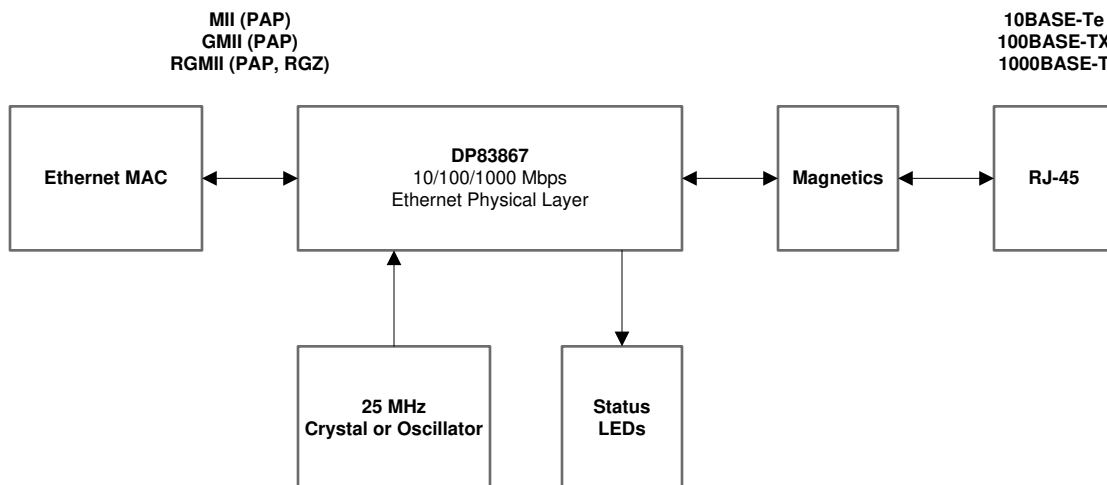 MII (PAP)
GMII (PAP)
RGMII (PAP, RGZ)
10BASE-Te
100BASE-TX
1000BASE-T
Ethernet MAC
DP83867
10/100/1000 Mbps
Ethernet Physical Layer
Magnetics
RJ-45
25 MHz
Crystal or Oscillator
Status
LEDs